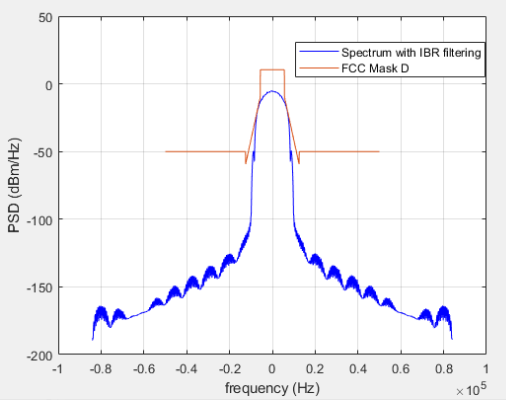 50
Spectrum with IBR filtering
FCC Mask D
0
-50
-100
-150
-200
PSD (dBm/Hz)
-1 -0.8 -0.6 -0.4 -0.2 0 0.2 0.4 0.6 0.8 1
frequency (Hz)
×10^5